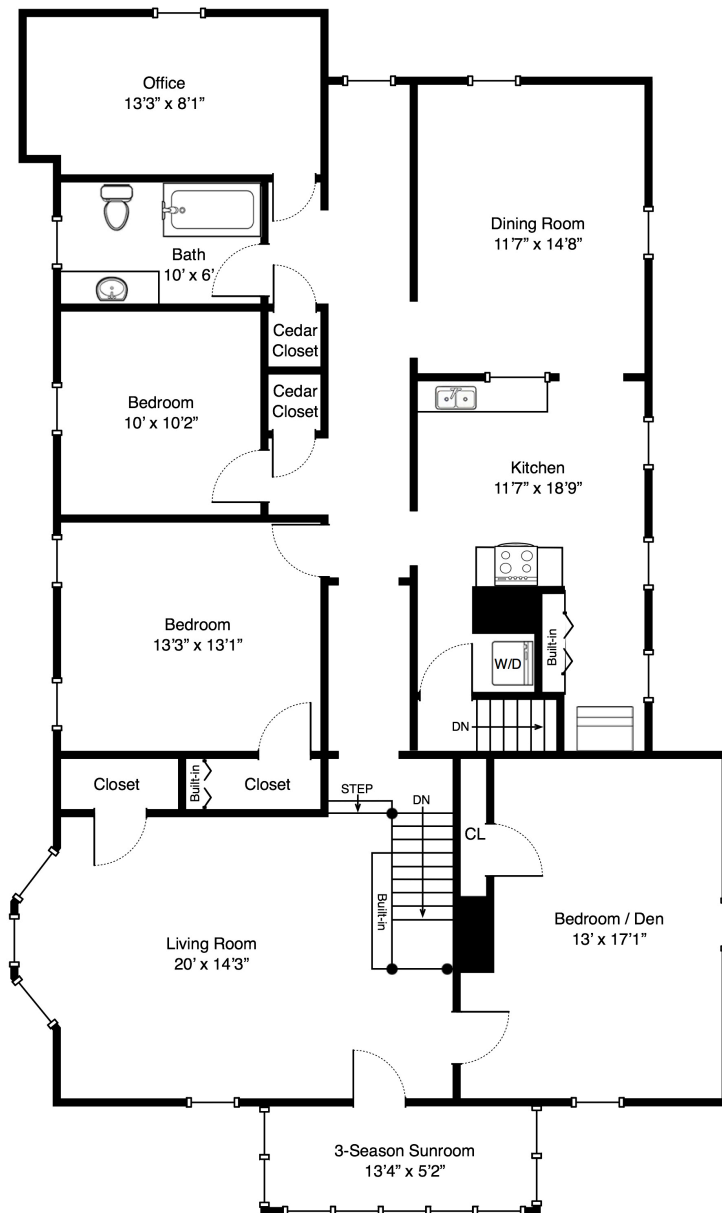 Office
13'3” x 8'1”
Dining Room
11'7” x 14'8”
Bath
10' x 6'
Cedar
Closet
Cedar
Closet
Bedroom
10' x 10'2”
Kitchen
11'7” x 18'9”
Bedroom
13'3” x 13'1”
Built-in
W/D
DN
Closet
Built-in
Closet
STEP
DN
CL
Built-in
Living Room
20' x 14'3”
Bedroom / Den
13' x 17'1”
3-Season Sunroom
13'4” x 5'2”